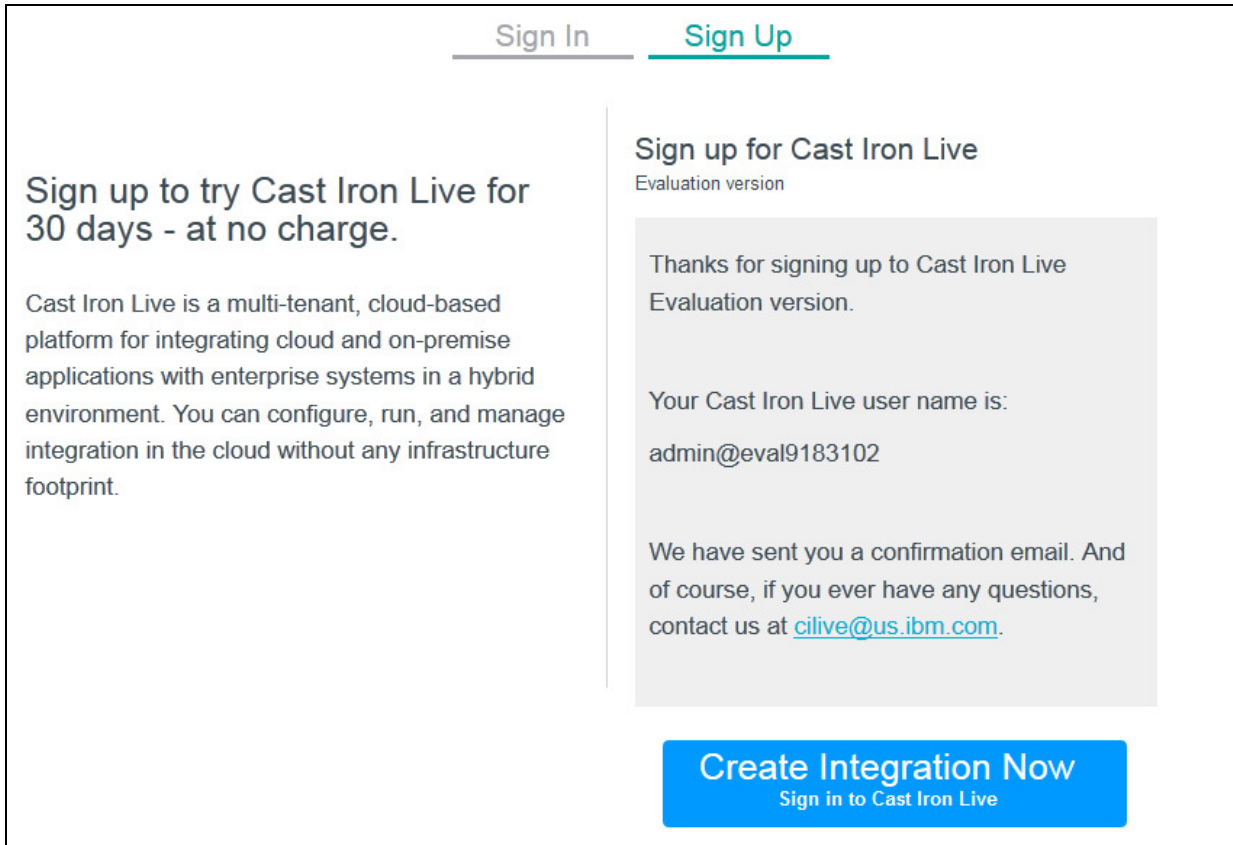 Sign In
Sign Up
Sign up to try Cast Iron Live for
30 days - at no charge.
Cast Iron Live is a multi-tenant, cloud-based
platform for integrating cloud and on-premise
applications with enterprise systems in a hybrid
environment. You can configure, run, and manage
integration in the cloud without any infrastructure
footprint.
Sign up for Cast Iron Live
Evaluation version
Thanks for signing up to Cast Iron Live
Evaluation version.
Your Cast Iron Live user name is:
admin@eval9183102
We have sent you a confirmation email. And
of course, if you ever have any questions,
contact us at cilive@us.ibm.com.
Create Integration Now
Sign in to Cast Iron Live